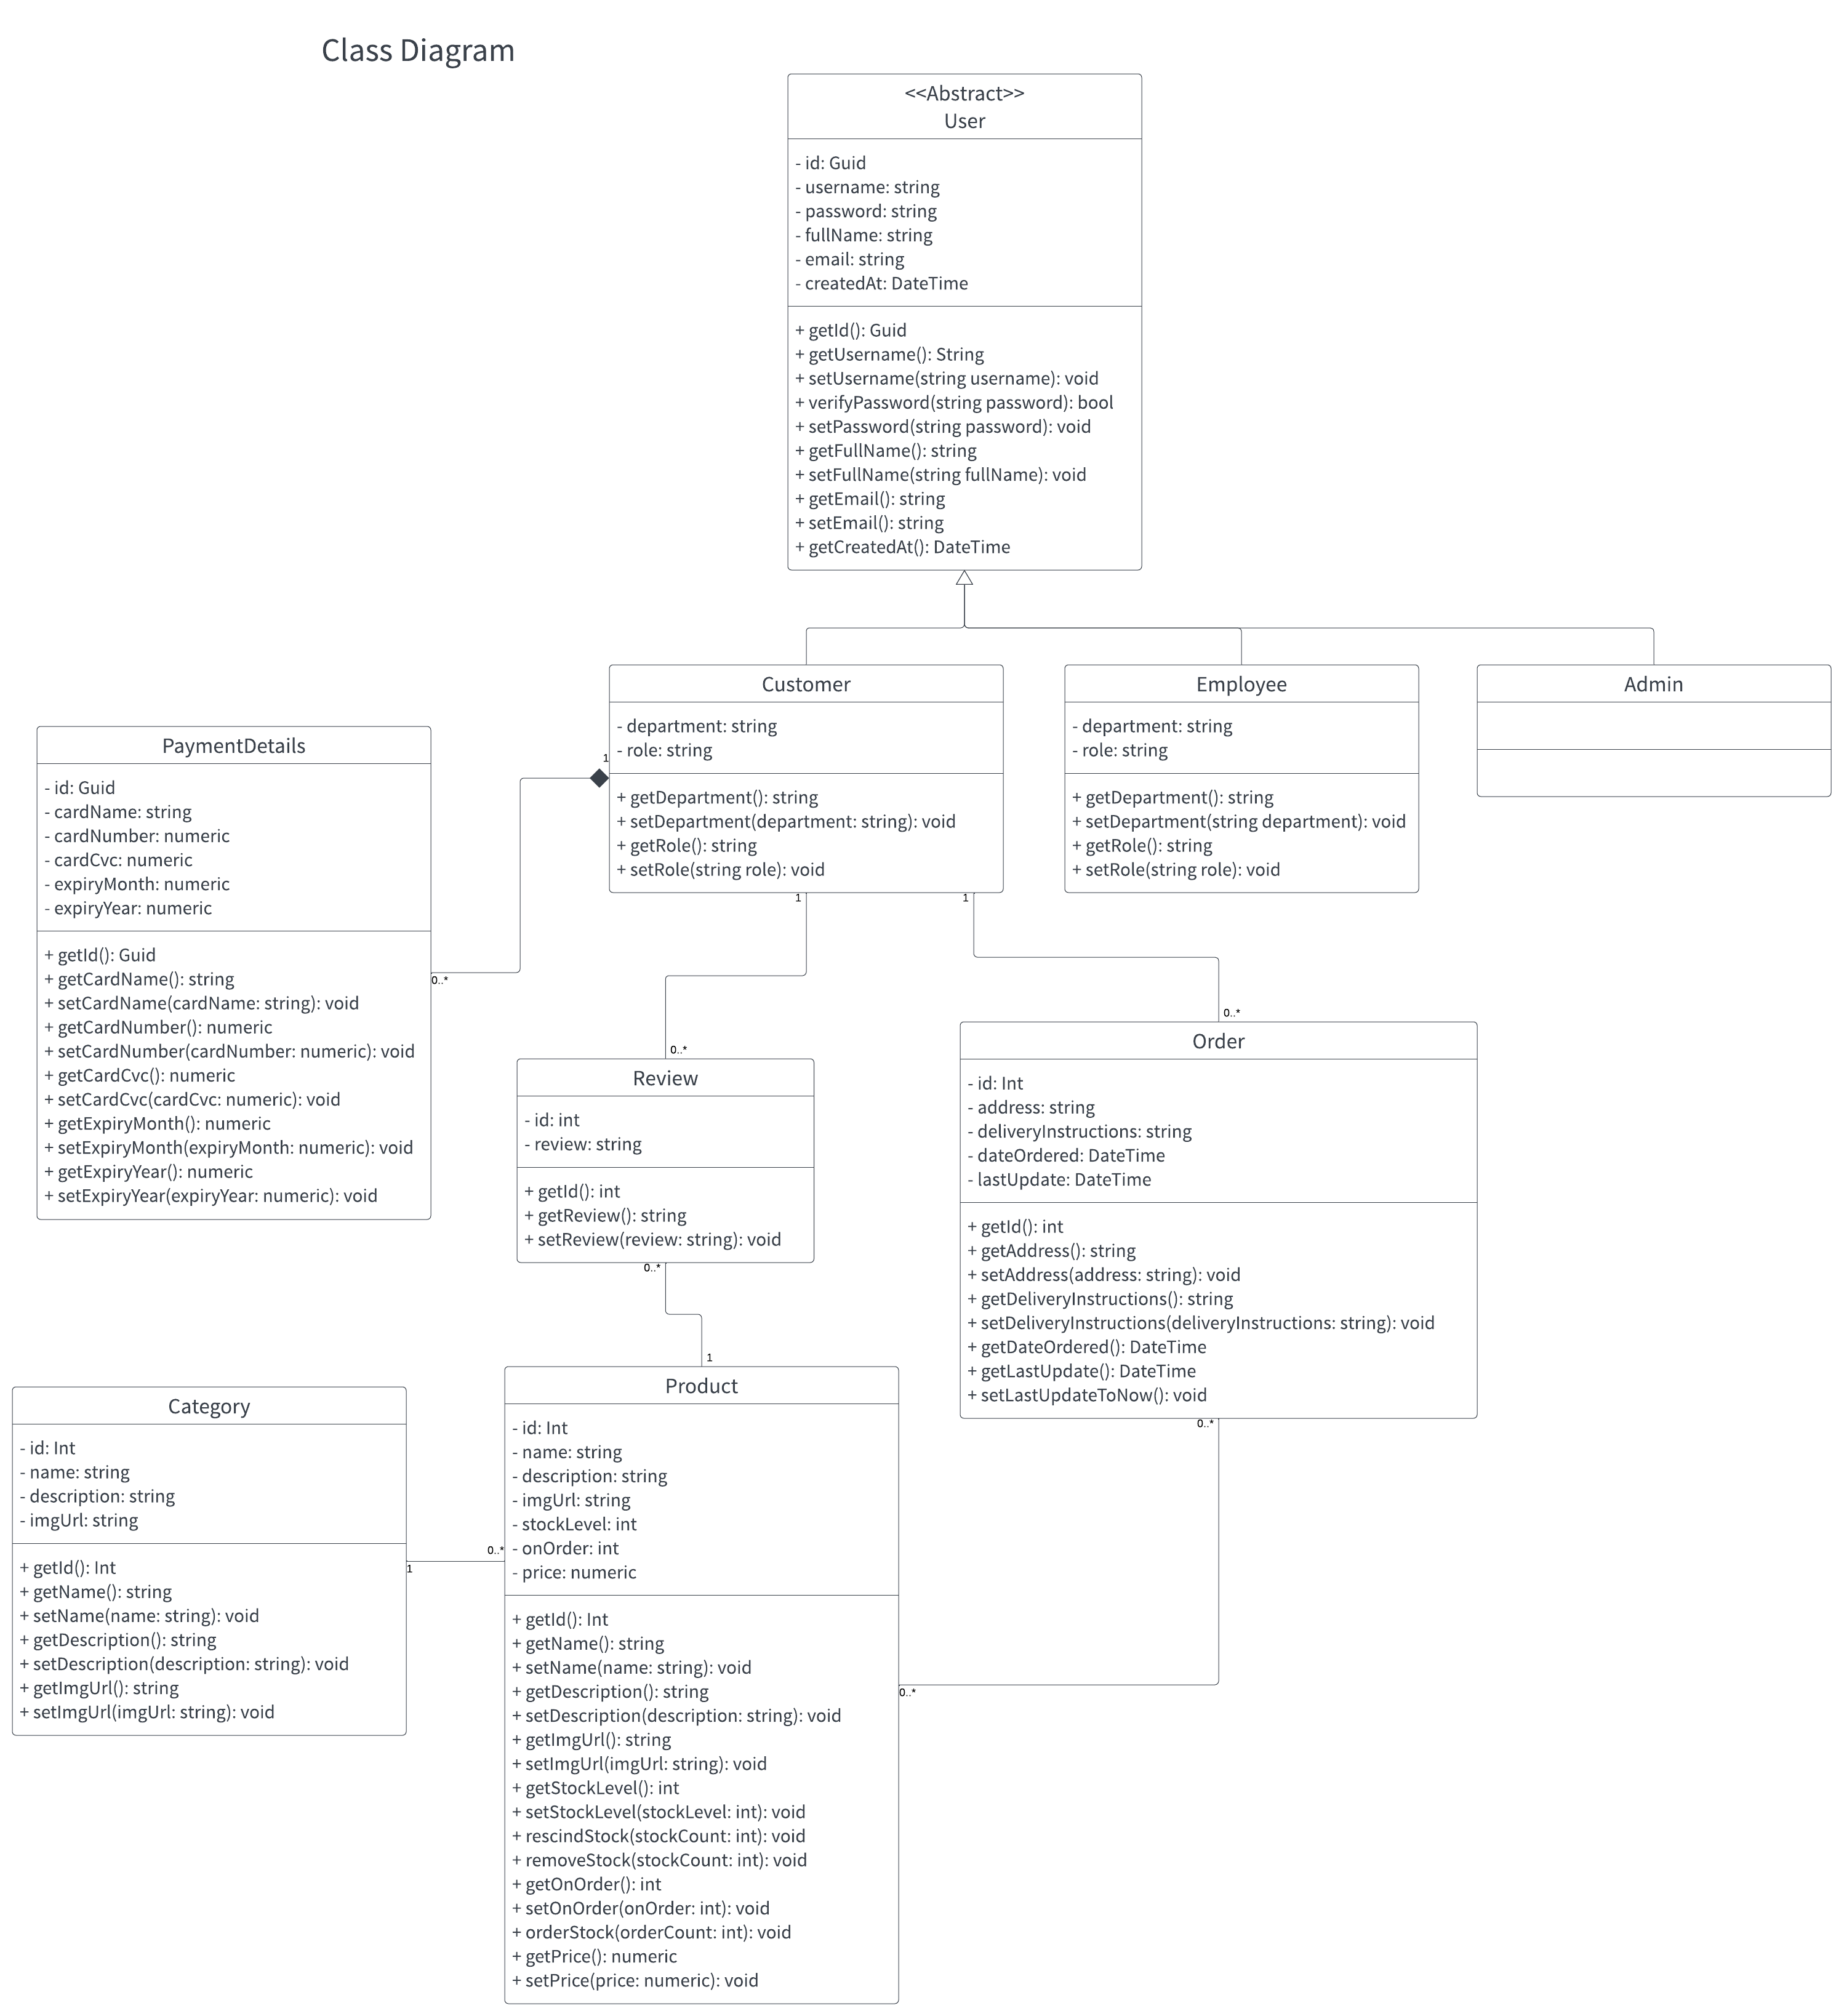 Class Diagram
<<Abstract>>
User
- id: Guid
- username: string
- password: string
- fullName: string
- email: string
- createdAt: DateTime
+ getId(): Guid
+ getUsername(): String
+ setUsername(string username): void
+ verifyPassword(string password): bool
+ setPassword(string password): void
+ getFullName(): string
+ setFullName(string fullName): void
+ getEmail(): string
+ setEmail(): string
+ getCreatedAt(): DateTime
Customer
- department: string
- role: string
+ getDepartment(): string
+ setDepartment(department: string): void
+ getRole(): string
+ setRole(string role): void
1
1
1
Employee
- department: string
- role: string
+ getDepartment(): string
+ setDepartment(string department): void
+ getRole(): string
+ setRole(string role): void
Admin
PaymentDetails
- id: Guid
- cardName: string
- cardNumber: numeric
- cardCvc: numeric
- expiryMonth: numeric
- expiryYear: numeric
+ getId(): Guid
+ getCardName(): string
+ setCardName(cardName: string): void
+ getCardNumber(): numeric
+ setCardNumber(cardNumber: numeric): void
+ getCardCvc(): numeric
+ setCardCvc(cardCvc: numeric): void
+ getExpiryMonth(): numeric
+ setExpiryMonth(expiryMonth: numeric): void
+ getExpiryYear(): numeric
+ setExpiryYear(expiryYear: numeric): void
0..*
0..*
Review
- id: int
- review: string
+ getId(): int
+ getReview(): string
+ setReview(review: string): void
0..*
0..*
Order
- id: Int
- address: string
- deliveryInstructions: string
- dateOrdered: DateTime
- lastUpdate: DateTime
+ getId(): int
+ getAddress(): string
+ setAddress(address: string): void
+ getDeliveryInstructions(): string
+ setDeliveryInstructions(deliveryInstructions: string): void
+ getDateOrdered(): DateTime
+ getLastUpdate(): DateTime
+ setLastUpdateToNow(): void
0..*
Category
- id: Int
- name: string
- description: string
- imgUrl: string
+ getId(): Int
+ getName(): string
+ setName(name: string): void
+ getDescription(): string
+ setDescription(description: string): void
+ getImgUrl(): string
+ setImgUrl(imgUrl: string): void
1
0..*
1
Product
- id: Int
- name: string
- description: string
- imgUrl: string
- stockLevel: int
- onOrder: int
- price: numeric
+ getId(): Int
+ getName(): string
+ setName(name: string): void
+ getDescription(): string
+ setDescription(description: string): void
+ getImgUrl(): string
+ setImgUrl(imgUrl: string): void
+ getStockLevel(): int
+ setStockLevel(stockLevel: int): void
+ rescindStock(stockCount: int): void
+ removeStock(stockCount: int): void
+ getOnOrder(): int
+ setOnOrder(onOrder: int): void
+ orderStock(orderCount: int): void
+ getPrice(): numeric
+ setPrice(price: numeric): void
0..*